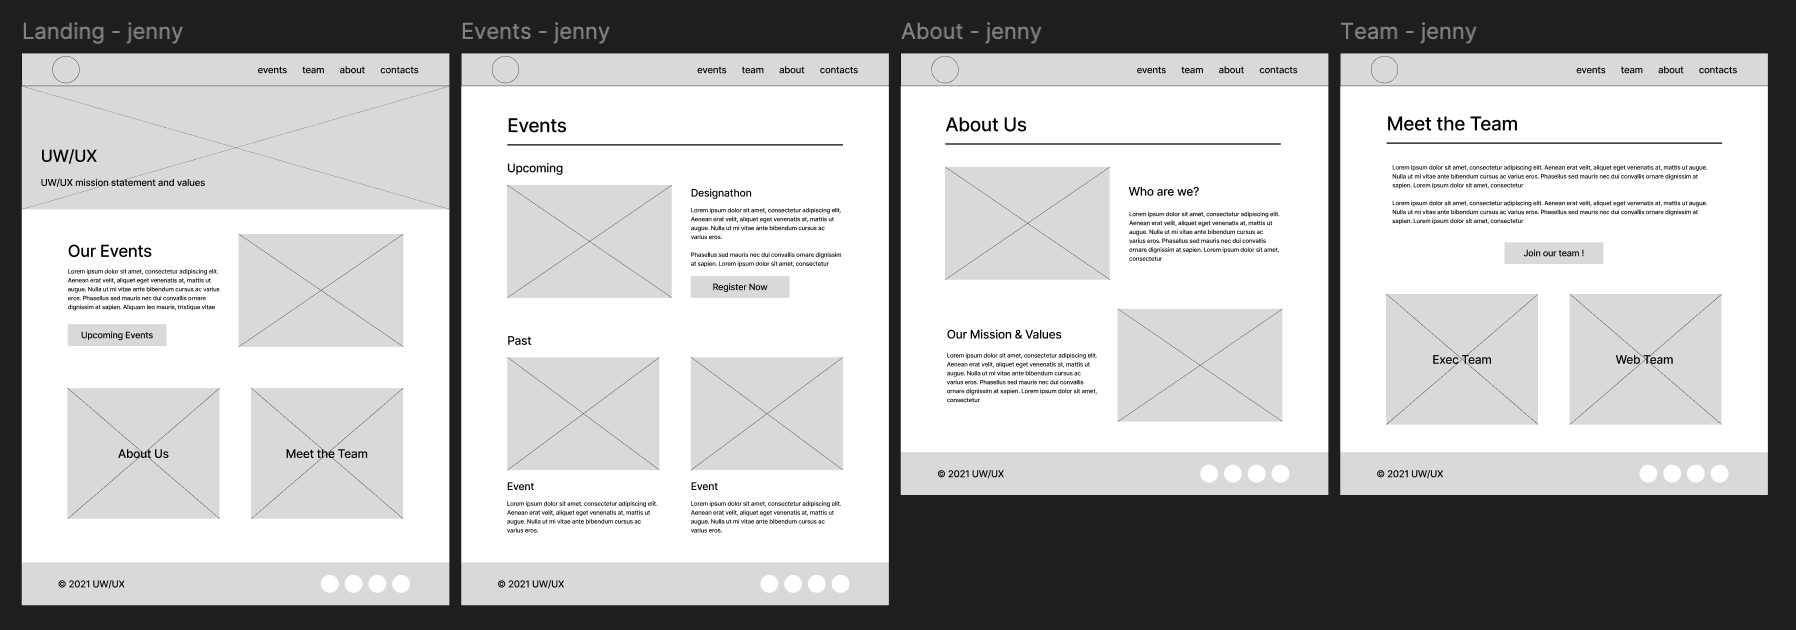 Landing - jenny
events team about contacts
UW/UX
UW/UX mission statement and values
Our Events
Lorem ipsum dolor sit amet, consectetur adipiscing elit.
Aenean erat velit, aliquet eget venenatis at, mattis ut
augue. Nulla ut mi vitae ante bibendum cursus ac varius
eros. Phasellus sed mauris nec dui convallis ornare
dignissim at sapien. Aliquam leo mauris, tristique vitae
Upcoming Events
About Us
Meet the Team
© 2021 UW/UX
Events - jenny
events team about contacts
Events
Upcoming
Designathon
Lorem ipsum dolor sit amet, consectetur adipiscing elit.
Aenean erat velit, aliquet eget venenatis at, mattis ut
augue. Nulla ut mi vitae ante bibendum cursus ac
varius eros.
Phasellus sed mauris nec dui convallis ornare dignissim
at sapien. Lorem ipsum dolor sit amet, consectetur
Register Now
Past
Event
Lorem ipsum dolor sit amet, consectetur adipiscing elit.
Aenean erat velit, aliquet eget venenatis at, mattis ut
augue. Nulla ut mi vitae ante bibendum cursus ac
varius eros.
Event
Lorem ipsum dolor sit amet, consectetur adipiscing elit.
Aenean erat velit, aliquet eget venenatis at, mattis ut
augue. Nulla ut mi vitae ante bibendum cursus ac
varius eros.
© 2021 UW/UX
About - jenny
events team about contacts
About Us
Who are we?
Lorem ipsum dolor sit amet, consectetur adipiscing elit.
Aenean erat velit, aliquet eget venenatis at, mattis ut
augue. Nulla ut mi vitae ante bibendum cursus ac
varius eros. Phasellus sed mauris nec dui convallis
ornare dignissim at sapien. Lorem ipsum dolor sit amet,
consectetur
Our Mission & Values
Lorem ipsum dolor sit amet, consectetur adipiscing elit.
Aenean erat velit, aliquet eget venenatis at, mattis ut
augue. Nulla ut mi vitae ante bibendum cursus ac
varius eros. Phasellus sed mauris nec dui convallis
ornare dignissim at sapien. Lorem ipsum dolor sit amet,
consectetur
© 2021 UW/UX
Team - jenny
events team about contacts
Meet the Team
Lorem ipsum dolor sit amet, consectetur adipiscing elit. Aenean erat velit, aliquet eget venenatis at, mattis ut augue.
Nulla ut mi vitae ante bibendum cursus ac varius eros. Phasellus sed mauris nec dui convallis ornare dignissim at
sapien. Lorem ipsum dolor sit amet, consectetur
Lorem ipsum dolor sit amet, consectetur adipiscing elit. Aenean erat velit, aliquet eget venenatis at, mattis ut augue.
Nulla ut mi vitae ante bibendum cursus ac varius eros. Phasellus sed mauris nec dui convallis ornare dignissim at
sapien. Lorem ipsum dolor sit amet, consectetur
Join our team !
Exec Team
Web Team
© 2021 UW/UX